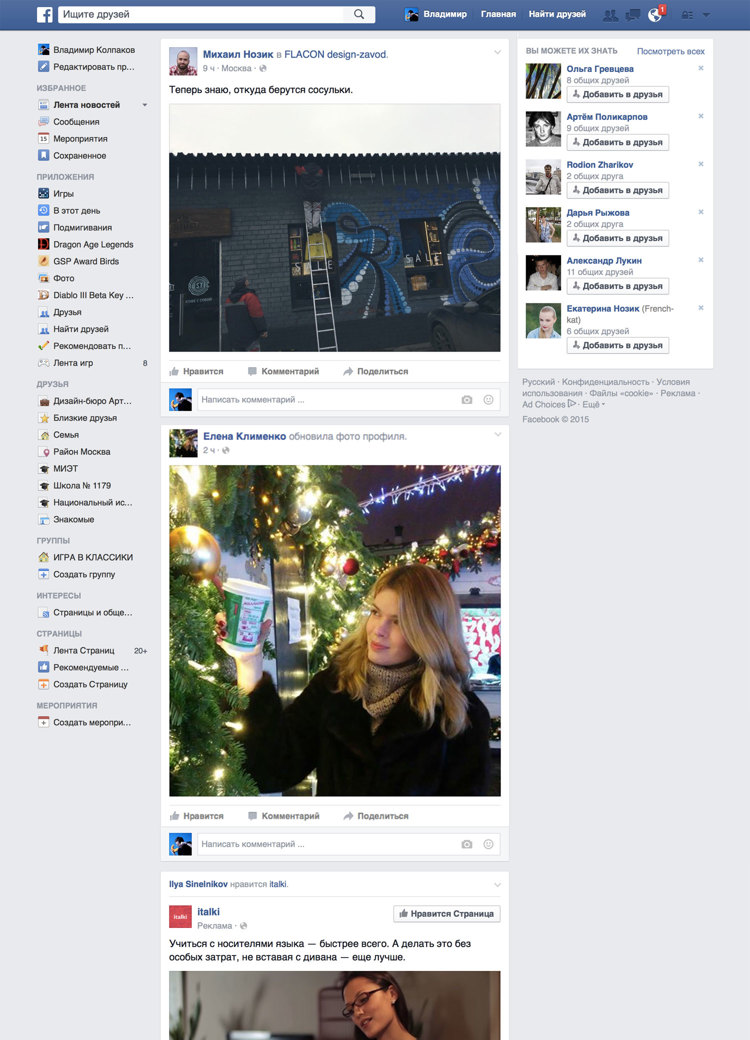 Ищите друзей
Владимир
Главная
Найти друзей
1
Владимир Колпаков
Редактировать пр...
ИЗБРАННОЕ
Лента новостей
Сообщения
Мероприятия
Сохраненное
ПРИЛОЖЕНИЯ
Игры
В этот день
Подмигивания
Dragon Age Legends
GSP Award Birds
Фото
Diablo III Beta Key ...
Друзья
Найти друзей
Рекомендовать п...
Лента игр 8
ДРУЗЬЯ
Дизайн-бюро Арт...
Близкие друзья
Семья
Район Москва
МИЭТ
Школа № 1179
Национальный ис...
Знакомые
ГРУППЫ
ИГРА В КЛАССИКИ
Создать группу
ИНТЕРЕСЫ
Страницы и обще...
СТРАНИЦЫ
Лента Страниц 20+
Рекомендуемые ...
Создать Страницу
МЕРОПРИЯТИЯ
Создать меропри...
Михаил Нозик в FLACON design-zavod.
9 ч · Москва ·
Теперь знаю, откуда берутся сосульки.
SALE
Нравится Комментарий Поделиться
Написать комментарий ...
Елена Клименко обновила фото профиля.
2 ч ·
Нравится Комментарий Поделиться
Написать комментарий ...
Ilya Sinelnikov нравится italki.
italki
italki
Реклама ·
Нравится Страница
Учиться с носителями языка — быстрее всего. А делать это без
особых затрат, не вставая с дивана — еще лучше.
ВЫ МОЖЕТЕ ИХ ЗНАТЬ Посмотреть всех
Ольга Гревцева
8 общих друзей
Добавить в друзья
Артём Поликарпов
9 общих друзей
Добавить в друзья
Rodion Zharikov
2 общих друга
Добавить в друзья
Дарья Рыжова
2 общих друга
Добавить в друзья
Александр Лукин
11 общих друзей
Добавить в друзья
Екатерина Нозик (French-
kat)
6 общих друзей
Добавить в друзья
Русский · Конфиденциальность · Условия
использования · Файлы «cookie» · Реклама ·
Ad Choices · Ещё
Facebook © 2015